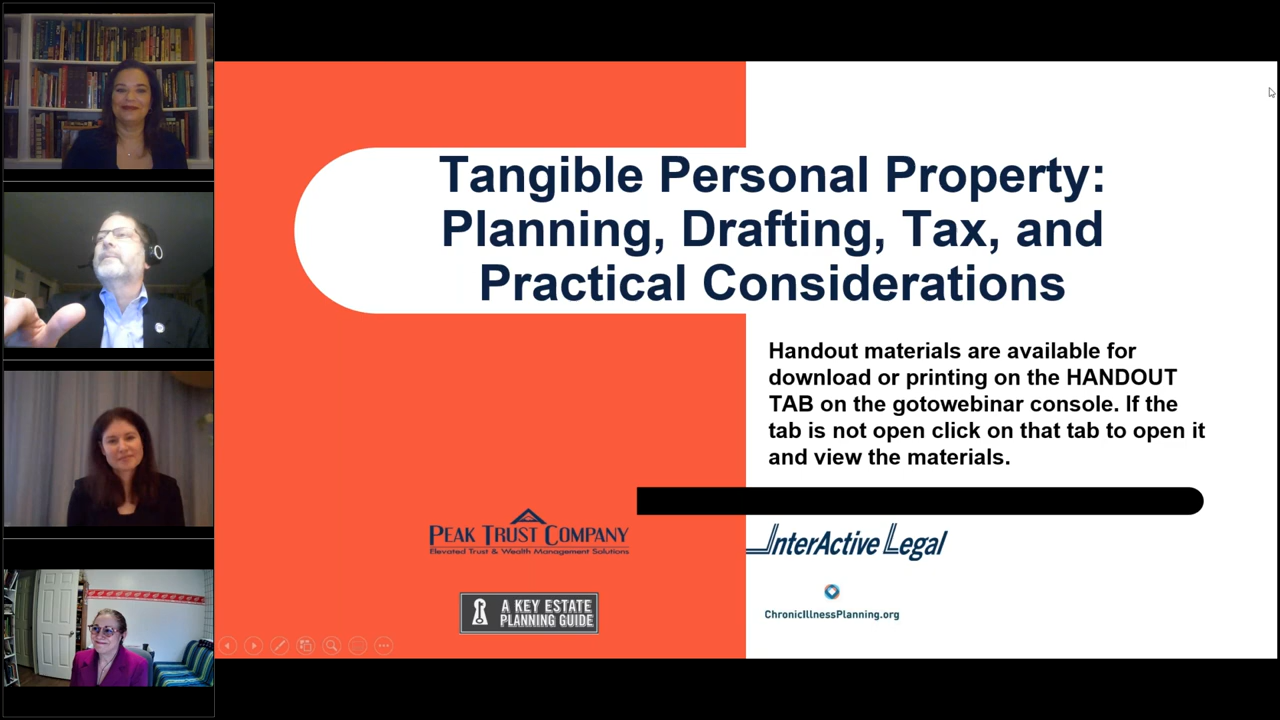 Tangible Personal Property:
Planning, Drafting, Tax, and
Practical Considerations
Handout materials are available for
download or printing on the HANDOUT
TAB on the gotowebinar console. If the
tab is not open click on that tab to open it
and view the materials.
PEAK TRUST COMPANY
Elevated Trust & Wealth Management Solutions
InterActive Legal
A KEY ESTATE
PLANNING GUIDE
ChronicIllnessPlanning.org